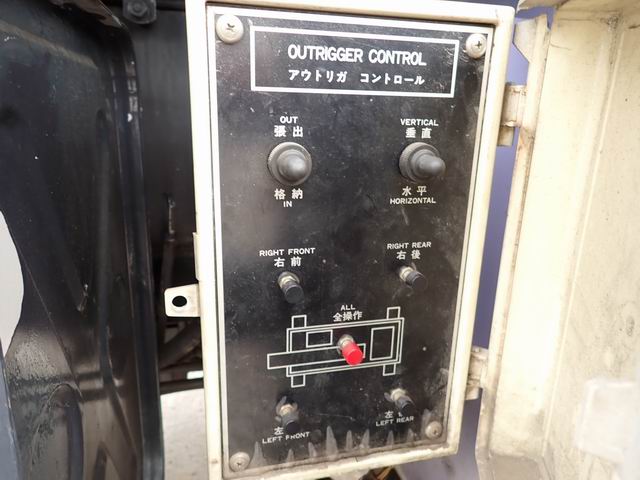 OUTRIGGER CONTROL
アウトリガ コントロール
OUT
張出
VERTICAL
垂直
格納
IN
水平
HORIZONTAL
RIGHT FRONT
右前
RIGHT REAR
右後
ALL
全操作
左
LEFT FRONT
左
LEFT REAR